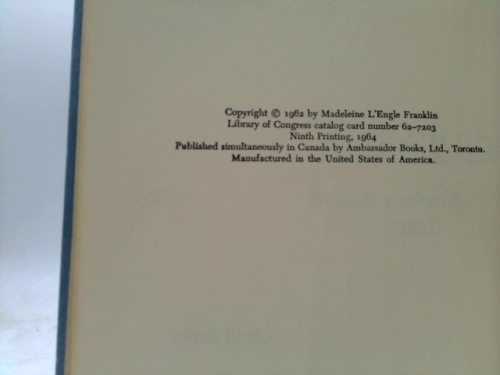 Copyright © 1962 by Madeleine L'Engle Franklin
Library of Congress catalog card number 62-7203
Ninth Printing, 1964
Published simultaneously in Canada by Ambassador Books, Ltd., Toronto.
Manufactured in the United States of America.